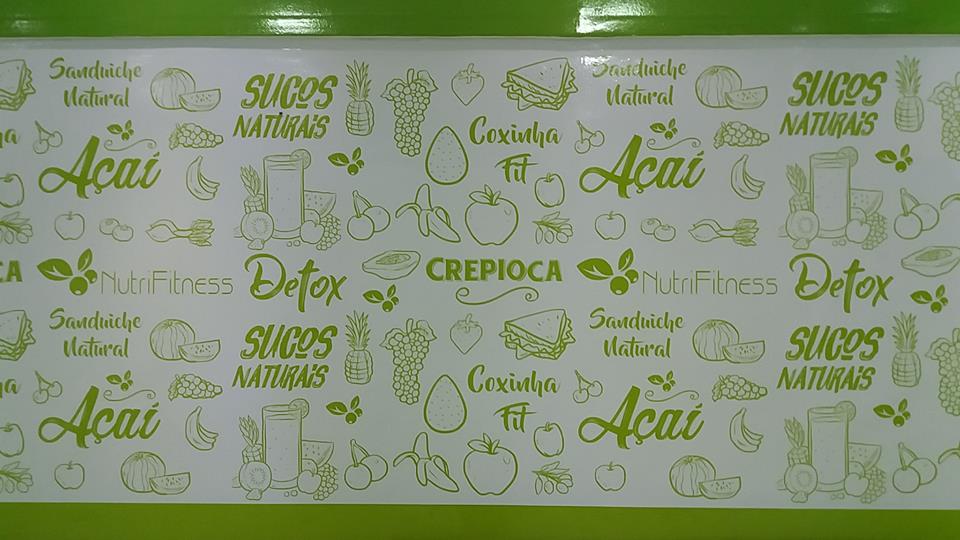 Sanduiche
Natural
SUCOS
NATURAIS
Coxinha
Fit
Açaí
Sanduiche
Natural
SUCOS
NATURAIS
Açaí
NutriFitness
Detox
CREPIOCA
NutriFitness
Detox
Sanduiche
Natural
SUCOS
NATURAIS
Coxinha
Fit
Açaí
Sanduiche
Natural
SUCOS
NATURAIS
Açaí